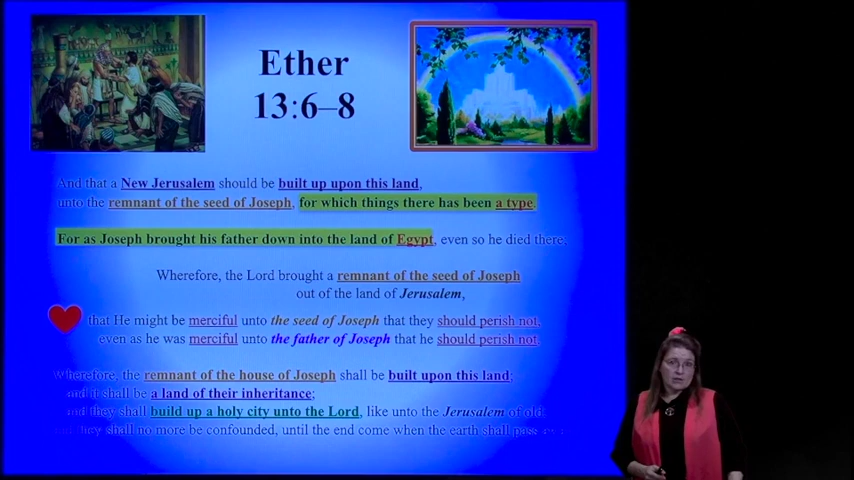 Ether
13:6–8
And that a New Jerusalem should be built up upon this land,
unto the remnant of the seed of Joseph, for which things there has been a type.
For as Joseph brought his father down into the land of Egypt, even so he died there;
Wherefore, the Lord brought a remnant of the seed of Joseph
out of the land of Jerusalem,
that He might be merciful unto the seed of Joseph that they should perish not,
even as he was merciful unto the father of Joseph that he should perish not.
Wherefore, the remnant of the house of Joseph shall be built upon this land;
and it shall be a land of their inheritance;
and they shall build up a holy city unto the Lord, like unto the Jerusalem of old
they shall no more be confounded, until the end come when the earth shall pass